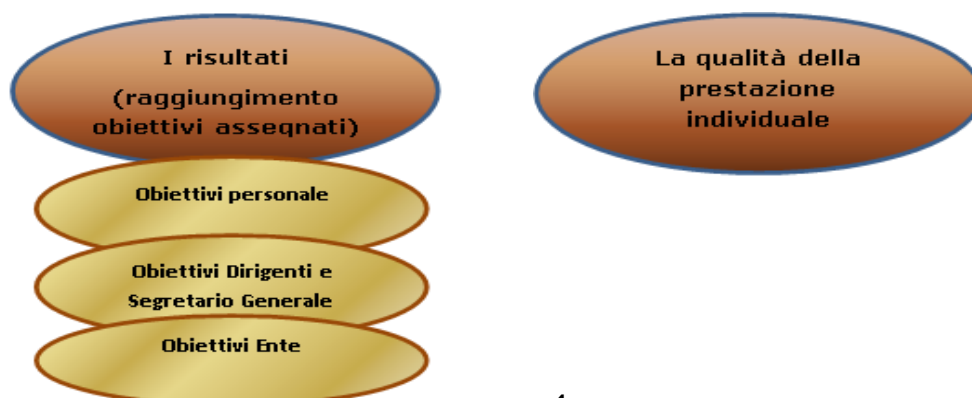 I risultati
(raggiungimento
obiettivi assegnati)
La qualità della
prestazione
individuale
Obiettivi personale
Obiettivi Dirigenti e
Segretario Generale
Obiettivi Ente